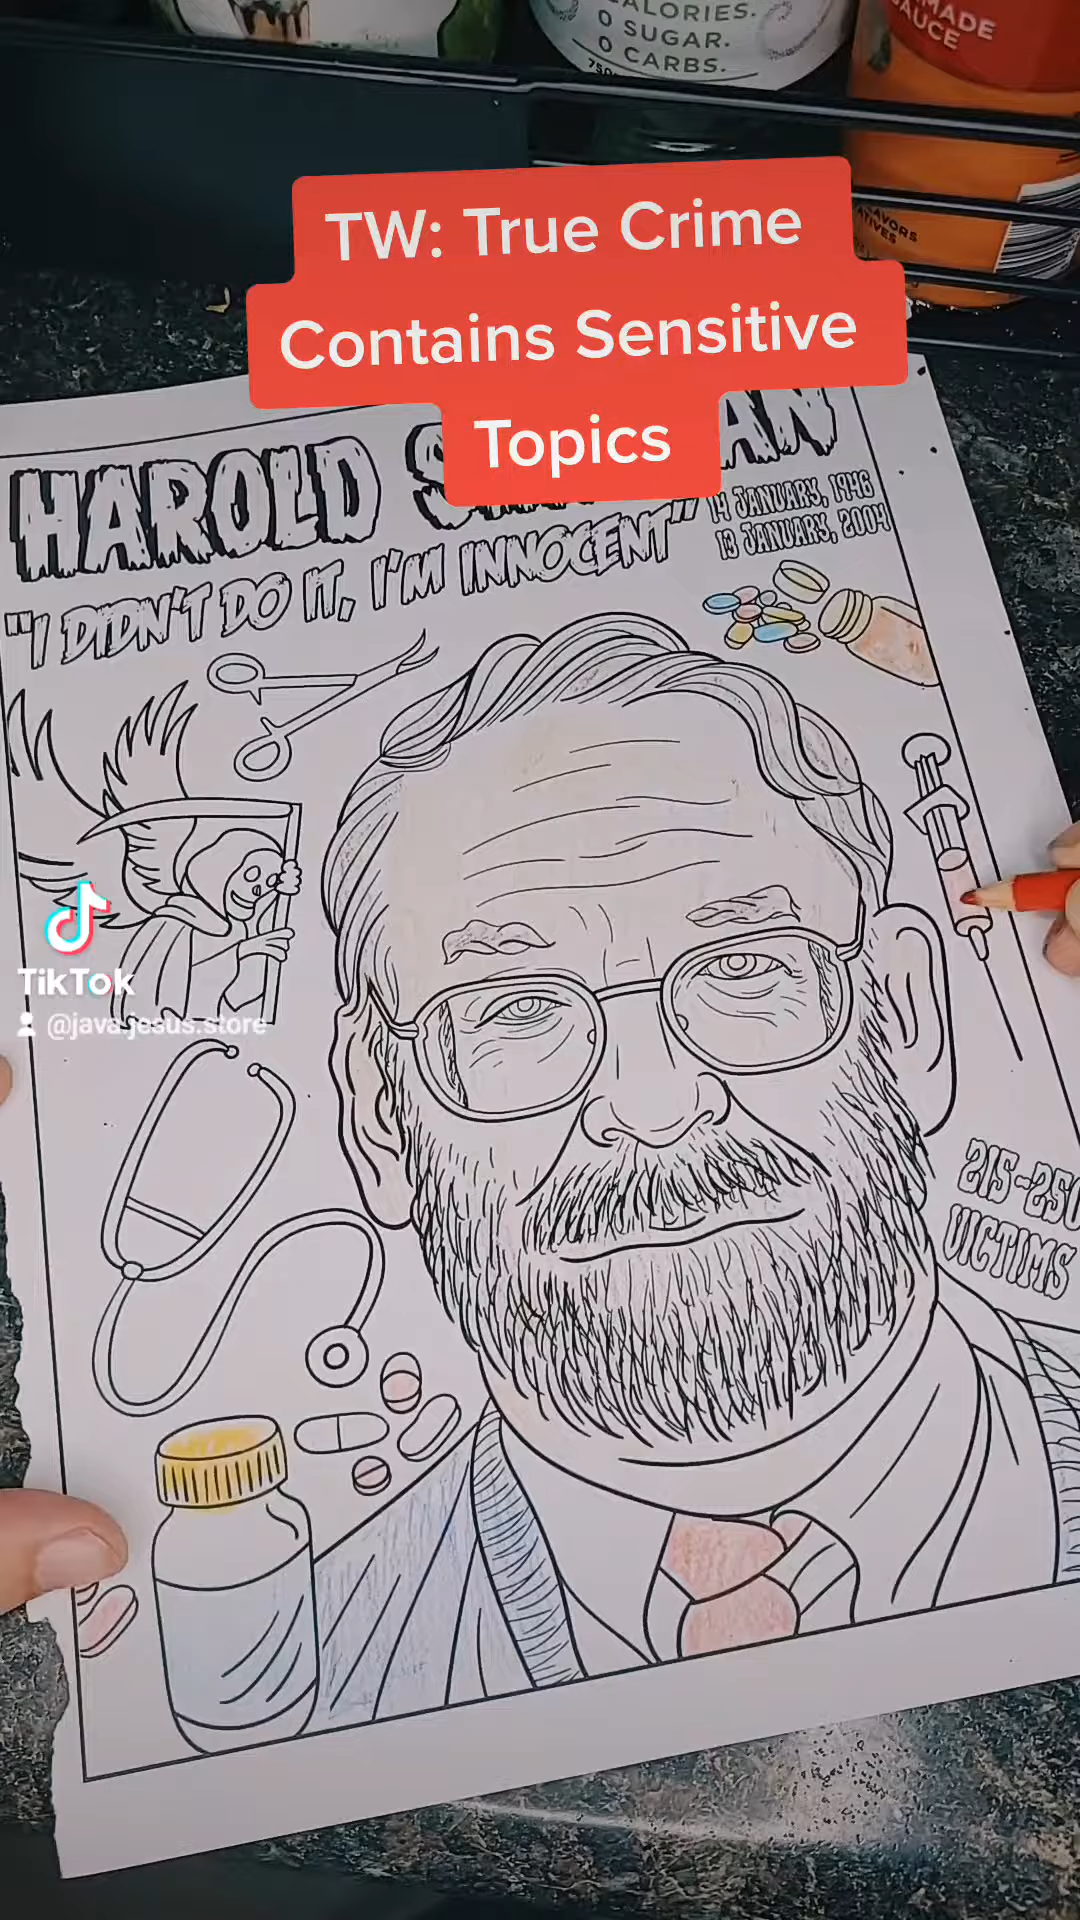 ALORIES.
0 SUGAR.
0 CARBS.
MADE
SAUCE
TW: True Crime
Contains Sensitive
Topics
HAROLD
14 JANUARY, 1946
13 JANUARY, 2004
"I DIDN'T DO IT, I'M INNOCENT"
TikTok
@java.jesus.store
215-250
VICTIMS